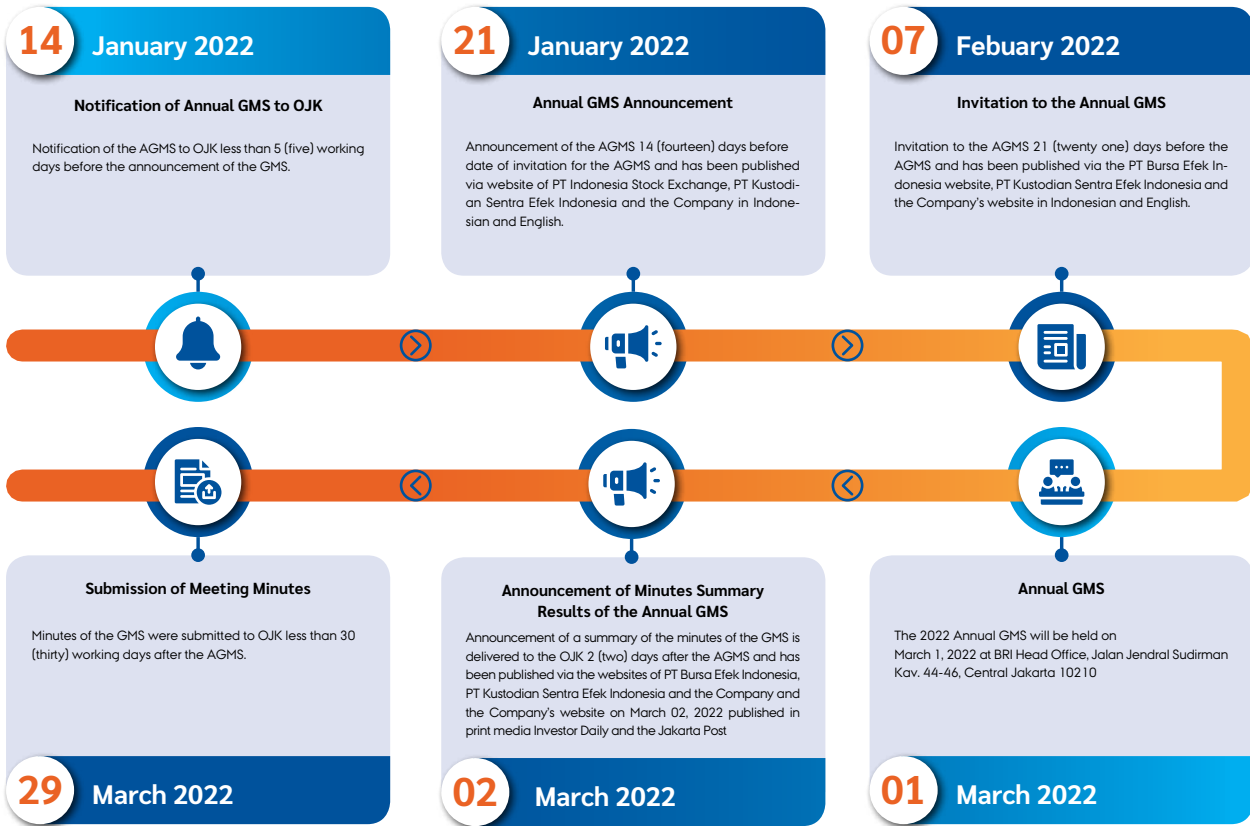 14 January 2022
Notification of Annual GMS to OJK
Notification of the AGMS to OJK less than 5 (five) working
days before the announcement of the GMS.
21 January 2022
Annual GMS Announcement
Announcement of the AGMS 14 (fourteen) days before
date of invitation for the AGMS and has been published
via website of PT Indonesia Stock Exchange, PT Kustodi-
an Sentra Efek Indonesia and the Company in Indone-
sian and English.
07 Febuary 2022
Invitation to the Annual GMS
Invitation to the AGMS 21 (twenty one) days before the
AGMS and has been published via the PT Bursa Efek In-
donesia website, PT Kustodian Sentra Efek Indonesia and
the Company's website in Indonesian and English.
Annual GMS
The 2022 Annual GMS will be held on
March 1, 2022 at BRI Head Office, Jalan Jendral Sudirman
Kav. 44-46, Central Jakarta 10210
01 March 2022
Announcement of Minutes Summary
Results of the Annual GMS
Announcement of a summary of the minutes of the GMS is
delivered to the OJK 2 (two) days after the AGMS and has
been published via the websites of PT Bursa Efek Indonesia,
PT Kustodian Sentra Efek Indonesia and the Company and
the Company's website on March 02, 2022 published in
print media Investor Daily and the Jakarta Post
02 March 2022
Submission of Meeting Minutes
Minutes of the GMS were submitted to OJK less than 30
(thirty) working days after the AGMS.
29 March 2022